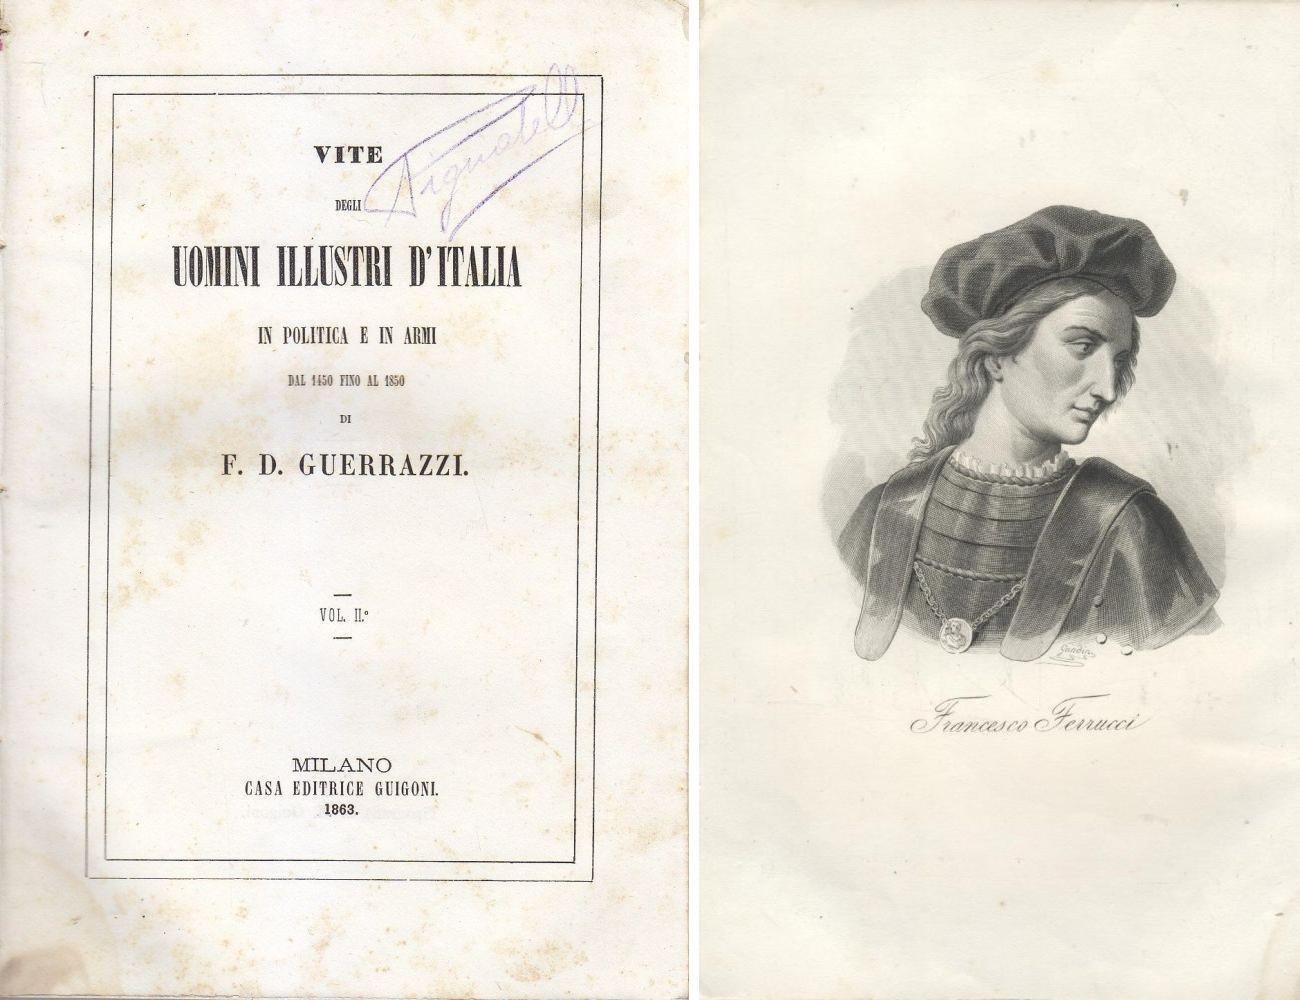 VITE
DEGLI
UOMINI ILLUSTRI D'ITALIA
IN POLITICA E IN ARMI
DAL 1450 FINO AL 1850
DI
F. D. GUERRAZZI.
VOL. II.°
MILANO
CASA EDITRICE GUIGONI.
1863.
Francesco Ferrucci